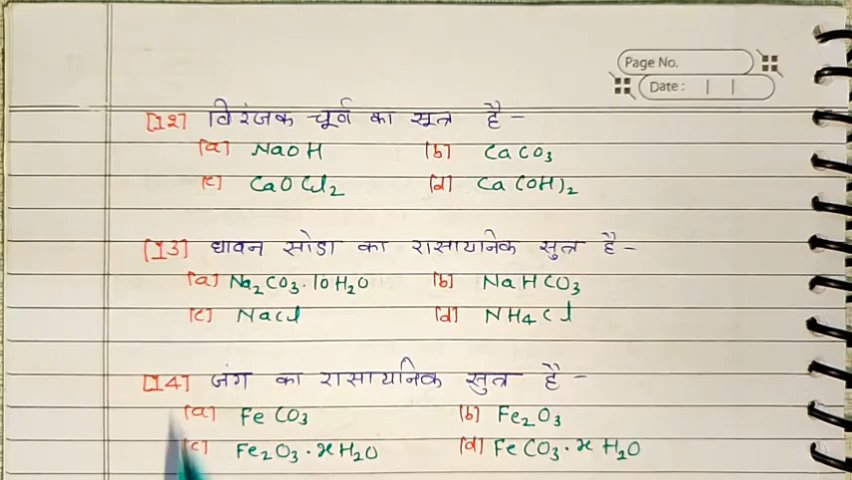 Page No.
Date :
[12] विरंजक चूर्ण का सूत्र है -
[a] NaOH [b] CaCO₃
[c] CaOCl₂ [d] Ca(OH)₂
[13] धावन सोडा का रासायनिक सुत्र है -
[a] Na₂CO₃.10H₂O [b] NaHCO₃
[c] NaCl [d] NH₄Cl
[14] जंग का रासायनिक सुत्र है -
[a] FeCO₃ [b] Fe₂O₃
[c] Fe₂O₃.xH₂O [d] FeCO₃.xH₂O